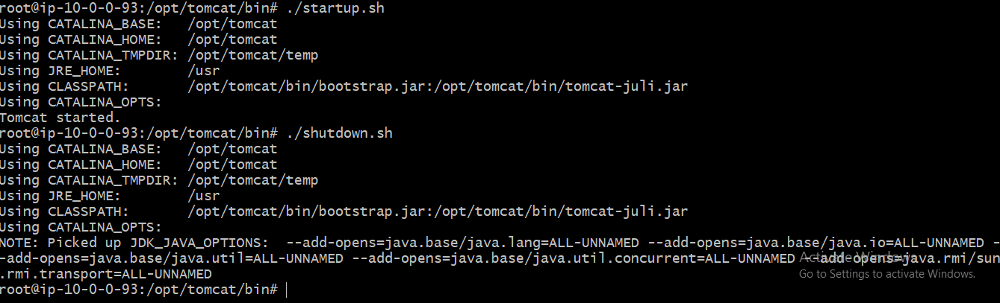 root@ip-10-0-0-93:/opt/tomcat/bin# ./startup.sh
Using CATALINA_BASE:   /opt/tomcat
Using CATALINA_HOME:   /opt/tomcat
Using CATALINA_TMPDIR: /opt/tomcat/temp
Using JRE_HOME:        /usr
Using CLASSPATH:       /opt/tomcat/bin/bootstrap.jar:/opt/tomcat/bin/tomcat-juli.jar
Using CATALINA_OPTS:
Tomcat started.
root@ip-10-0-0-93:/opt/tomcat/bin# ./shutdown.sh
Using CATALINA_BASE:   /opt/tomcat
Using CATALINA_HOME:   /opt/tomcat
Using CATALINA_TMPDIR: /opt/tomcat/temp
Using JRE_HOME:        /usr
Using CLASSPATH:       /opt/tomcat/bin/bootstrap.jar:/opt/tomcat/bin/tomcat-juli.jar
Using CATALINA_OPTS:
NOTE: Picked up JDK_JAVA_OPTIONS:  --add-opens=java.base/java.lang=ALL-UNNAMED --add-opens=java.base/java.io=ALL-UNNAMED -
-add-opens=java.base/java.util=ALL-UNNAMED --add-opens=java.base/java.util.concurrent=ALL-UNNAMED --add-opens=java.rmi/sun
.rmi.transport=ALL-UNNAMED
Activate Windows
Go to Settings to activate Windows.
root@ip-10-0-0-93:/opt/tomcat/bin#